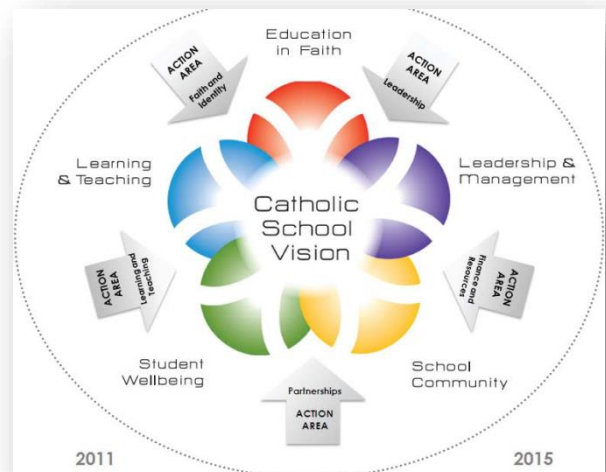 Education
in Faith
ACTION
AREA
Faith and
Identity
ACTION
AREA
Leadership
Learning
& Teaching
Leadership &
Management
Catholic
School
Vision
ACTION
AREA
Learning and
Teaching
Finance and
Resources
ACTION
AREA
Student
Wellbeing
School
Community
Partnerships
ACTION
AREA
2011
2015